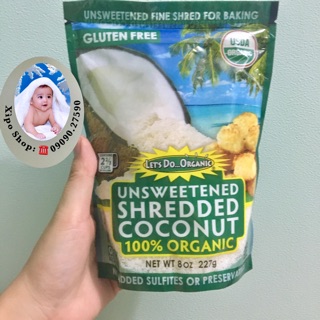 UNSWEETENED FINE SHRED FOR BAKING
GLUTEN FREE
USDA
ORGANIC
Xipo Shop: ☎ 09090.27590
LET'S DO...ORGANIC
UNSWEETENED
SHREDDED
COCONUT
100% ORGANIC
NET WT 8 OZ 227g
ADDED SULFITES OR